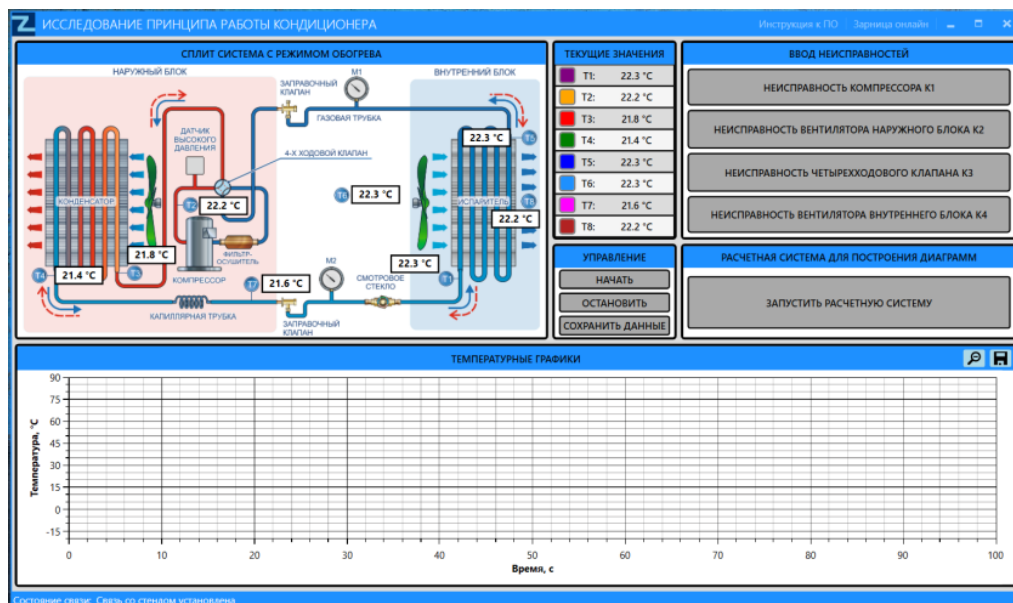 ИССЛЕДОВАНИЕ ПРИНЦИПА РАБОТЫ КОНДИЦИОНЕРА
Инструкция к ПО
Зарница онлайн
СПЛИТ СИСТЕМА С РЕЖИМОМ ОБОГРЕВА
НАРУЖНЫЙ БЛОК
ЗАПРАВОЧНЫЙ
КЛАПАН
М1
ВНУТРЕННИЙ БЛОК
ГАЗОВАЯ ТРУБКА
ДАТЧИК
ВЫСОКОГО
ДАВЛЕНИЯ
4-Х ХОДОВОЙ КЛАПАН
22.3 °C
T5
T6
22.3 °C
КОНДЕНСАТОР
T2
22.2 °C
ИСПАРИТЕЛЬ
T8
22.2 °C
21.8 °C
ФИЛЬТР-
ОСУШИТЕЛЬ
T4
21.4 °C
T3
КОМПРЕССОР
T7
21.6 °C
М2
СМОТРОВОЕ
СТЕКЛО
22.3 °C
T1
КАПИЛЛЯРНАЯ ТРУБКА
ЗАПРАВОЧНЫЙ
КЛАПАН
ТЕКУЩИЕ ЗНАЧЕНИЯ
T1: 22.3 °C
T2: 22.2 °C
T3: 21.8 °C
T4: 21.4 °C
T5: 22.3 °C
T6: 22.3 °C
T7: 21.6 °C
T8: 22.2 °C
УПРАВЛЕНИЕ
НАЧАТЬ
ОСТАНОВИТЬ
СОХРАНИТЬ ДАННЫЕ
ВВОД НЕИСПРАВНОСТЕЙ
НЕИСПРАВНОСТЬ КОМПРЕССОРА К1
НЕИСПРАВНОСТЬ ВЕНТИЛЯТОРА НАРУЖНОГО БЛОКА К2
НЕИСПРАВНОСТЬ ЧЕТЫРЕХХОДОВОГО КЛАПАНА К3
НЕИСПРАВНОСТЬ ВЕНТИЛЯТОРА ВНУТРЕННЕГО БЛОКА К4
РАСЧЕТНАЯ СИСТЕМА ДЛЯ ПОСТРОЕНИЯ ДИАГРАММ
ЗАПУСТИТЬ РАСЧЕТНУЮ СИСТЕМУ
ТЕМПЕРАТУРНЫЕ ГРАФИКИ
Температура, °C
90
75
60
45
30
15
0
-15
0 10 20 30 40 50 60 70 80 90 100
Время, с
Состояние связи: Связь со стендом установлена